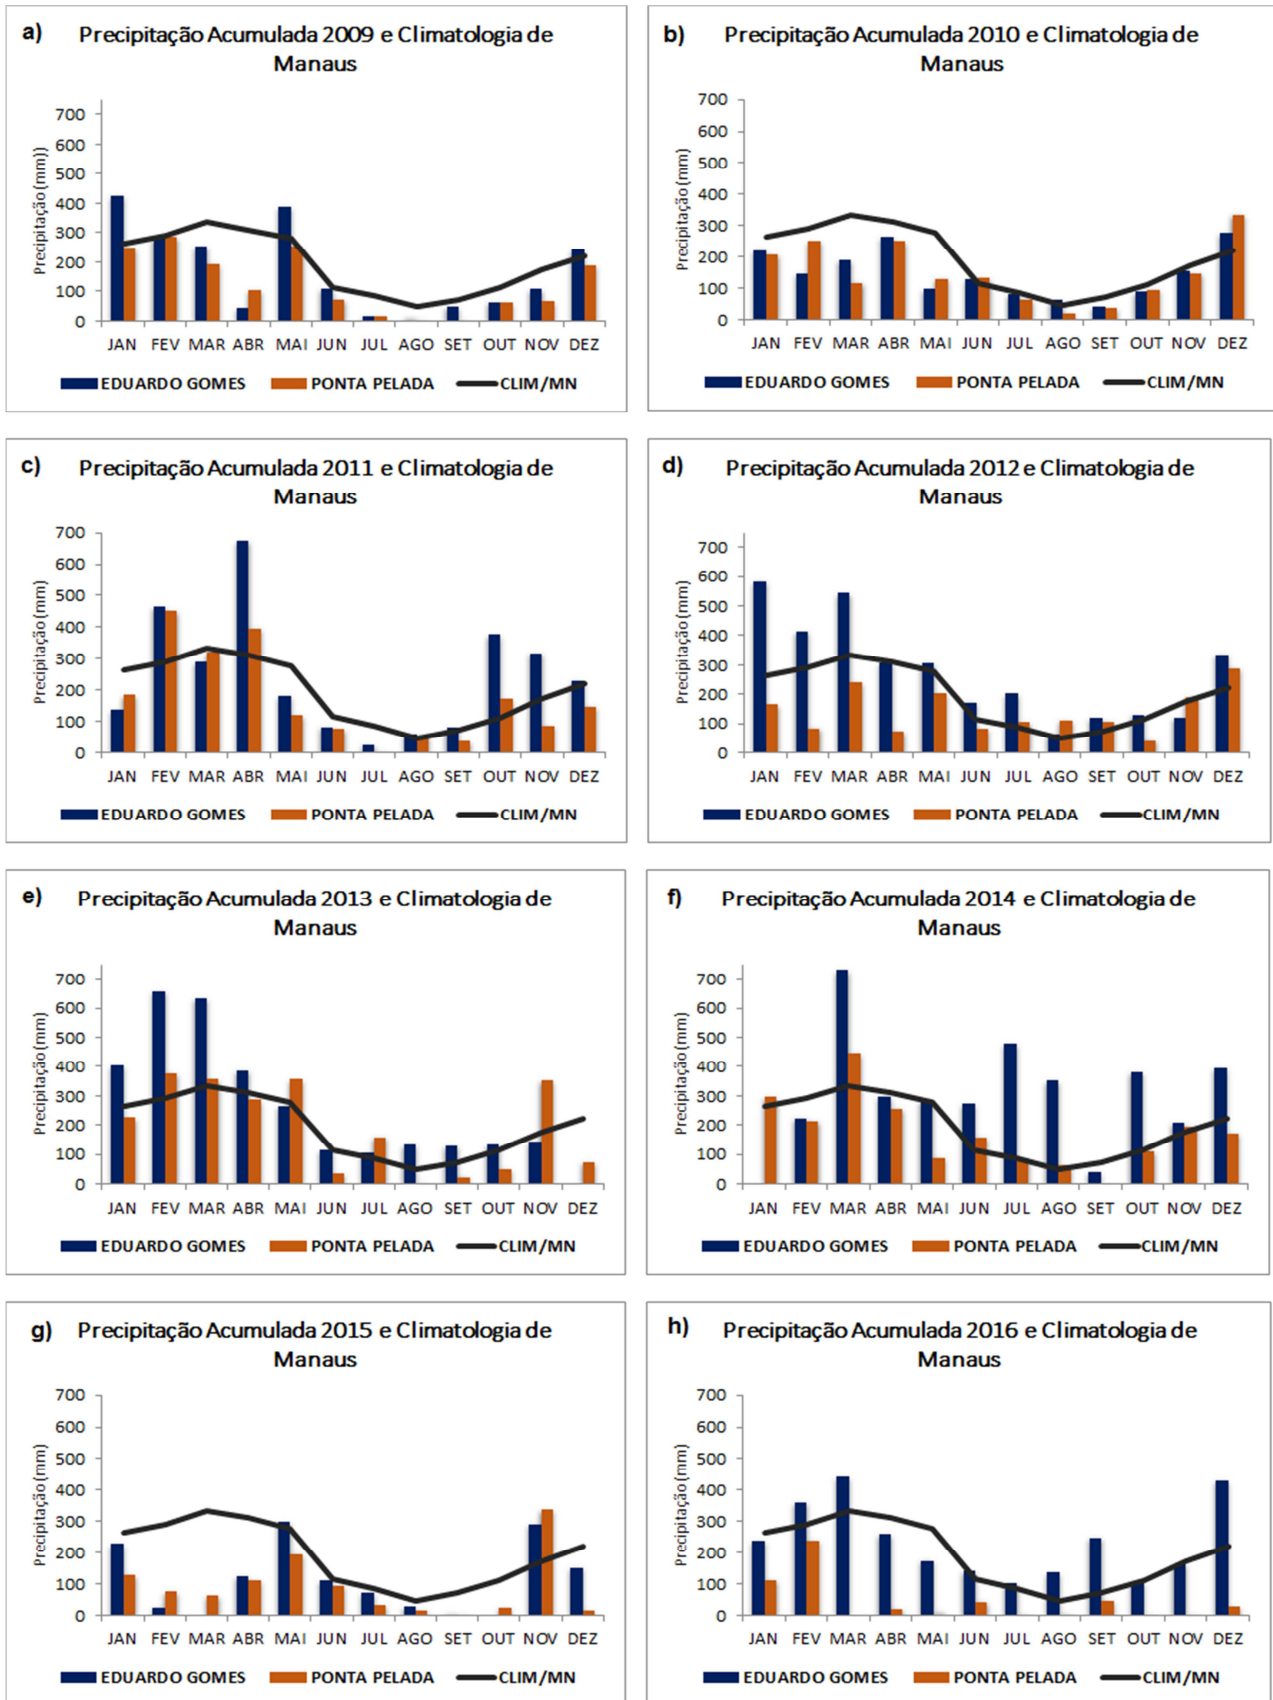 a) Precipitação Acumulada 2009 e Climatologia de
Manaus
Precipitação (mm))
700
600
500
400
300
200
100
0
JAN FEV MAR ABR MAI JUN JUL AGO SET OUT NOV DEZ
EDUARDO GOMES PONTA PELADA CLIM/MN
b) Precipitação Acumulada 2010 e Climatologia de
Manaus
Precipitação (mm)
700
600
500
400
300
200
100
0
JAN FEV MAR ABR MAI JUN JUL AGO SET OUT NOV DEZ
EDUARDO GOMES PONTA PELADA CLIM/MN
c) Precipitação Acumulada 2011 e Climatologia de
Manaus
Precipitação (mm)
700
600
500
400
300
200
100
0
JAN FEV MAR ABR MAI JUN JUL AGO SET OUT NOV DEZ
EDUARDO GOMES PONTA PELADA CLIM/MN
d) Precipitação Acumulada 2012 e Climatologia de
Manaus
Precipitação (mm)
700
600
500
400
300
200
100
0
JAN FEV MAR ABR MAI JUN JUL AGO SET OUT NOV DEZ
EDUARDO GOMES PONTA PELADA CLIM/MN
e) Precipitação Acumulada 2013 e Climatologia de
Manaus
Precipitação (mm)
700
600
500
400
300
200
100
0
JAN FEV MAR ABR MAI JUN JUL AGO SET OUT NOV DEZ
EDUARDO GOMES PONTA PELADA CLIM/MN
f) Precipitação Acumulada 2014 e Climatologia de
Manaus
Precipitação (mm)
700
600
500
400
300
200
100
0
JAN FEV MAR ABR MAI JUN JUL AGO SET OUT NOV DEZ
EDUARDO GOMES PONTA PELADA CLIM/MN
g) Precipitação Acumulada 2015 e Climatologia de
Manaus
Precipitação (mm)
700
600
500
400
300
200
100
0
JAN FEV MAR ABR MAI JUN JUL AGO SET OUT NOV DEZ
EDUARDO GOMES PONTA PELADA CLIM/MN
h) Precipitação Acumulada 2016 e Climatologia de
Manaus
Precipitação (mm)
700
600
500
400
300
200
100
0
JAN FEV MAR ABR MAI JUN JUL AGO SET OUT NOV DEZ
EDUARDO GOMES PONTA PELADA CLIM/MN